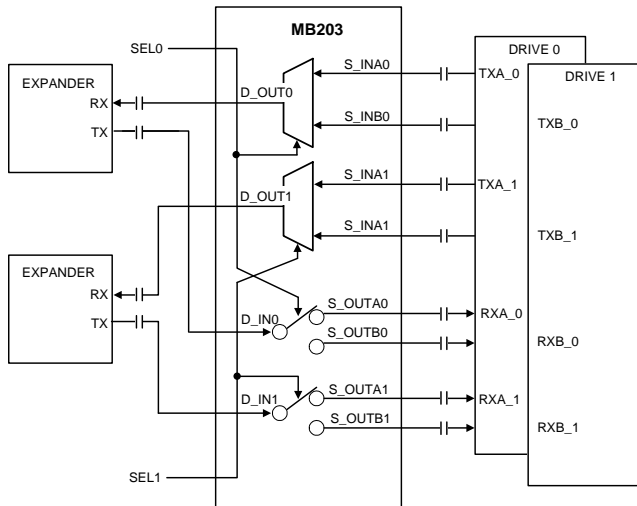 MB203
SEL0
DRIVE 0
DRIVE 1
EXPANDER
RX
TX
D_OUT0
S_INA0
TXA_0
S_INB0
TXB_0
D_OUT1
S_INA1
TXA_1
S_INA1
TXB_1
EXPANDER
RX
TX
D_IN0
S_OUTA0
RXA_0
S_OUTB0
RXB_0
D_IN1
S_OUTA1
RXA_1
S_OUTB1
RXB_1
SEL1